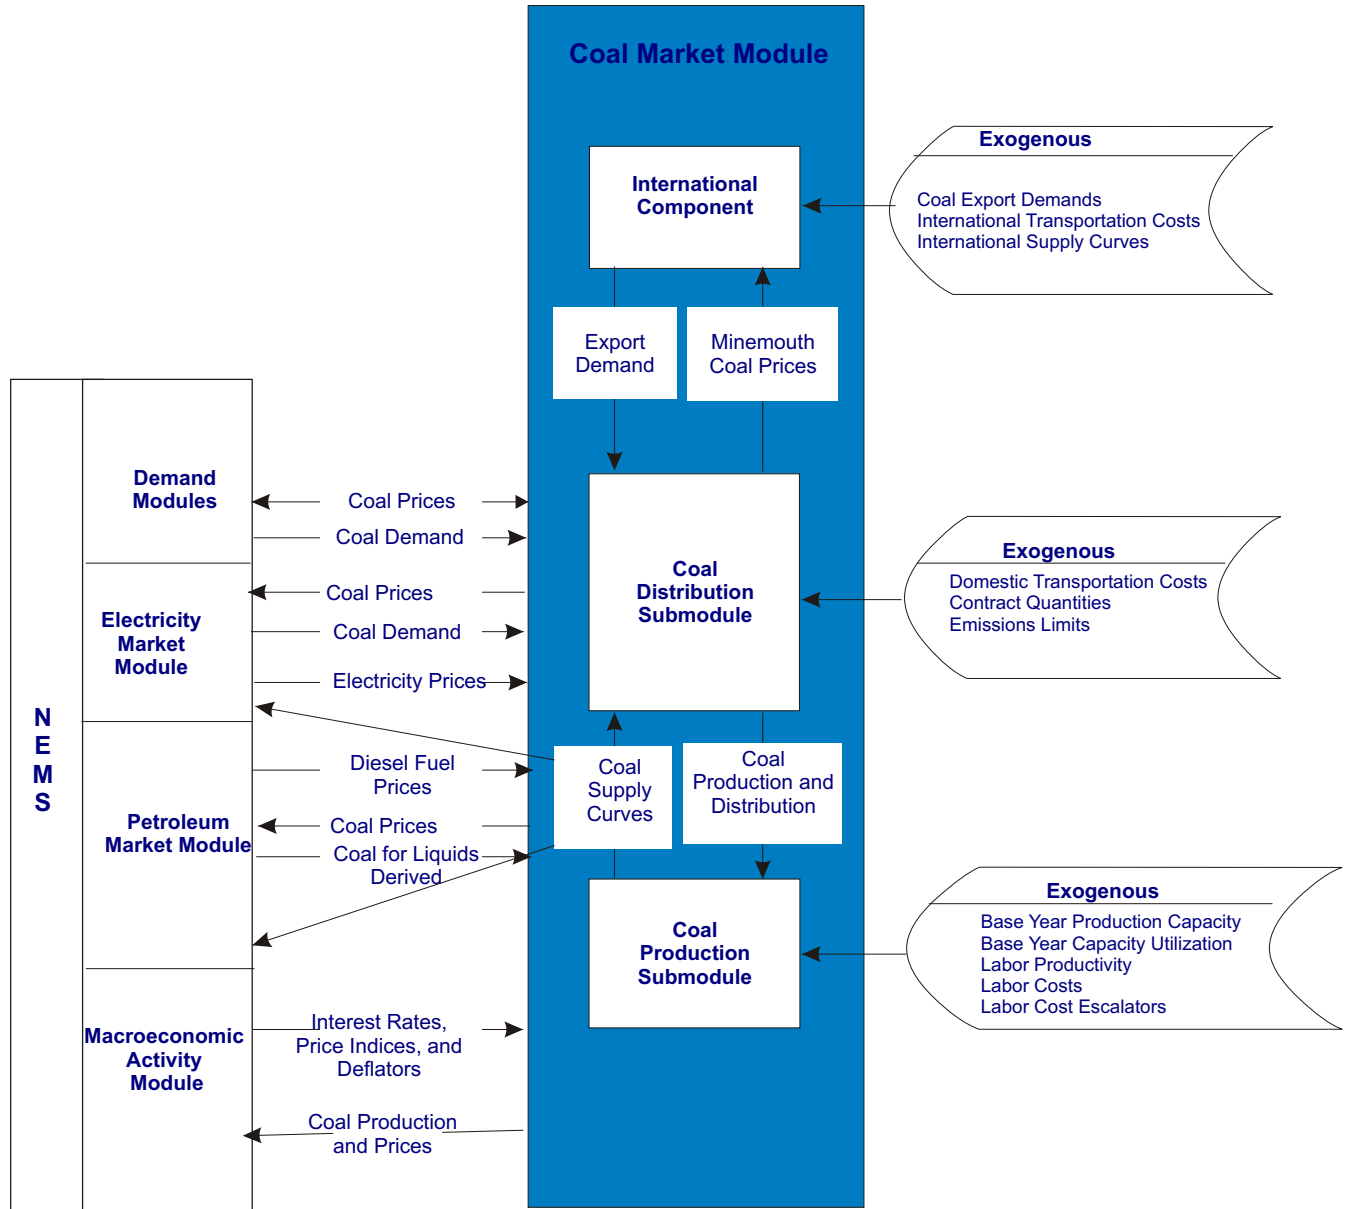 Coal Market Module
International
Component
Exogenous
Coal Export Demands
International Transportation Costs
International Supply Curves
Export
Demand
Minemouth
Coal Prices
N
E
M
S
Demand
Modules
Coal Prices
Coal Demand
Electricity
Market
Module
Coal Prices
Coal Demand
Electricity Prices
Coal
Distribution
Submodule
Exogenous
Domestic Transportation Costs
Contract Quantities
Emissions Limits
Petroleum
Market Module
Diesel Fuel
Prices
Coal Prices
Coal for Liquids
Derived
Coal
Supply
Curves
Coal
Production and
Distribution
Coal
Production
Submodule
Exogenous
Base Year Production Capacity
Base Year Capacity Utilization
Labor Productivity
Labor Costs
Labor Cost Escalators
Macroeconomic
Activity
Module
Interest Rates,
Price Indices, and
Deflators
Coal Production
and Prices